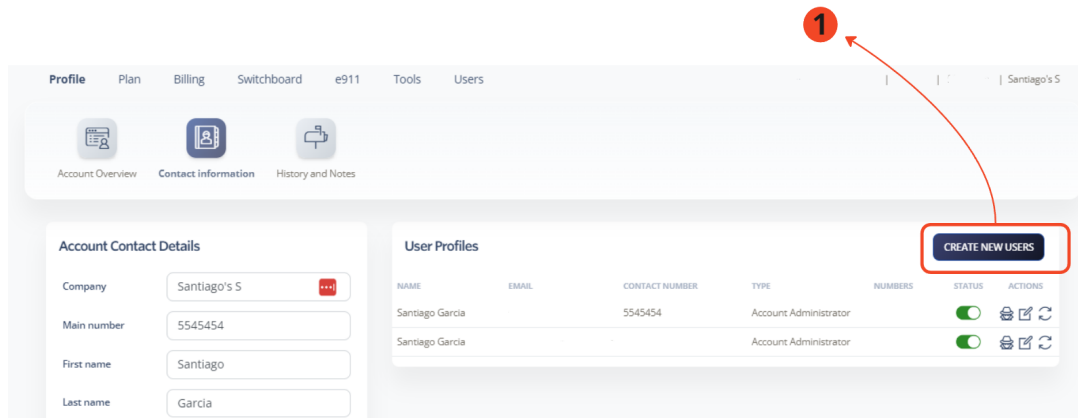 1
Profile Plan Billing Switchboard e911 Tools Users | | | Santiago's S
Account Overview Contact information History and Notes
Account Contact Details
Company Santiago's S
Main number 5545454
First name Santiago
Last name Garcia
User Profiles CREATE NEW USERS
NAME EMAIL CONTACT NUMBER TYPE NUMBERS STATUS ACTIONS
Santiago Garcia 5545454 Account Administrator
Santiago Garcia Account Administrator